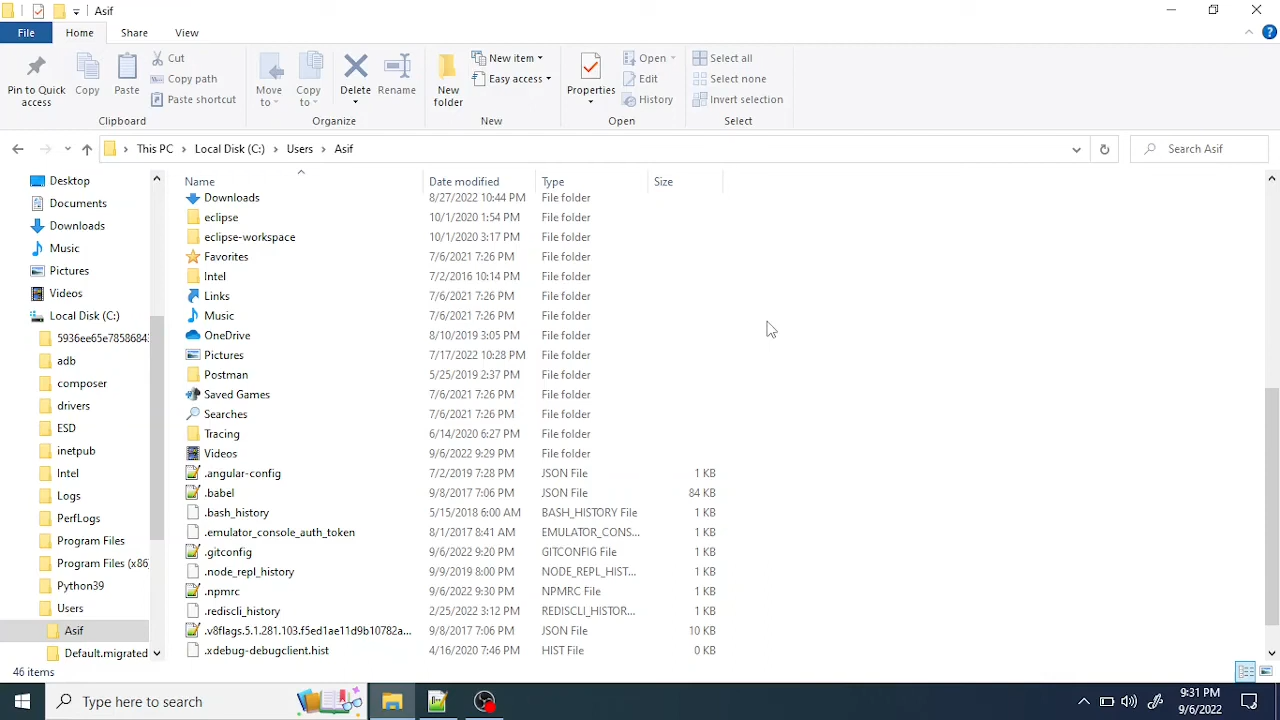 Asif
File Home Share View
Pin to Quick access
Copy
Paste
Cut
Copy path
Paste shortcut
Clipboard
Move to
Copy to
Delete
Rename
Organize
New folder
New item
Easy access
New
Properties
Open
Edit
History
Open
Select all
Select none
Invert selection
Select
This PC Local Disk (C:) Users Asif
Search Asif
Desktop
Documents
Downloads
Music
Pictures
Videos
Local Disk (C:)
5936ee65e7858684
adb
composer
drivers
ESD
inetpub
Intel
Logs
PerfLogs
Program Files
Program Files (x86
Python39
Users
Asif
Default.migrated
Name Date modified Type Size
Downloads 8/27/2022 10:44 PM File folder
eclipse 10/1/2020 1:54 PM File folder
eclipse-workspace 10/1/2020 3:17 PM File folder
Favorites 7/6/2021 7:26 PM File folder
Intel 7/2/2016 10:14 PM File folder
Links 7/6/2021 7:26 PM File folder
Music 7/6/2021 7:26 PM File folder
OneDrive 8/10/2019 3:05 PM File folder
Pictures 7/17/2022 10:28 PM File folder
Postman 5/25/2019 2:37 PM File folder
Saved Games 7/6/2021 7:26 PM File folder
Searches 7/6/2021 7:26 PM File folder
Tracing 6/14/2020 6:27 PM File folder
Videos 9/6/2022 9:29 PM File folder
.angular-config 7/2/2019 7:28 PM JSON File 1 KB
.babel 9/8/2017 7:06 PM JSON File 84 KB
.bash_history 5/15/2018 6:00 AM BASH_HISTORY File 1 KB
.emulator_console_auth_token 8/1/2017 8:41 AM EMULATOR_CONS... 1 KB
.gitconfig 9/6/2022 9:20 PM GITCONFIG File 1 KB
.node_repl_history 9/9/2019 8:00 PM NODE_REPL_HIST... 1 KB
.npmrc 9/6/2022 9:30 PM NPMRC File 1 KB
.rediscli_history 2/25/2022 3:12 PM REDISCLI_HISTOR... 1 KB
.v8flags.5.1.281.103.f5ed1ae11d9b10782a... 9/8/2017 7:06 PM JSON File 10 KB
.xdebug-debugclient.hist 4/16/2020 7:46 PM HIST File 0 KB
46 items
Type here to search
9:31 PM
9/6/2022